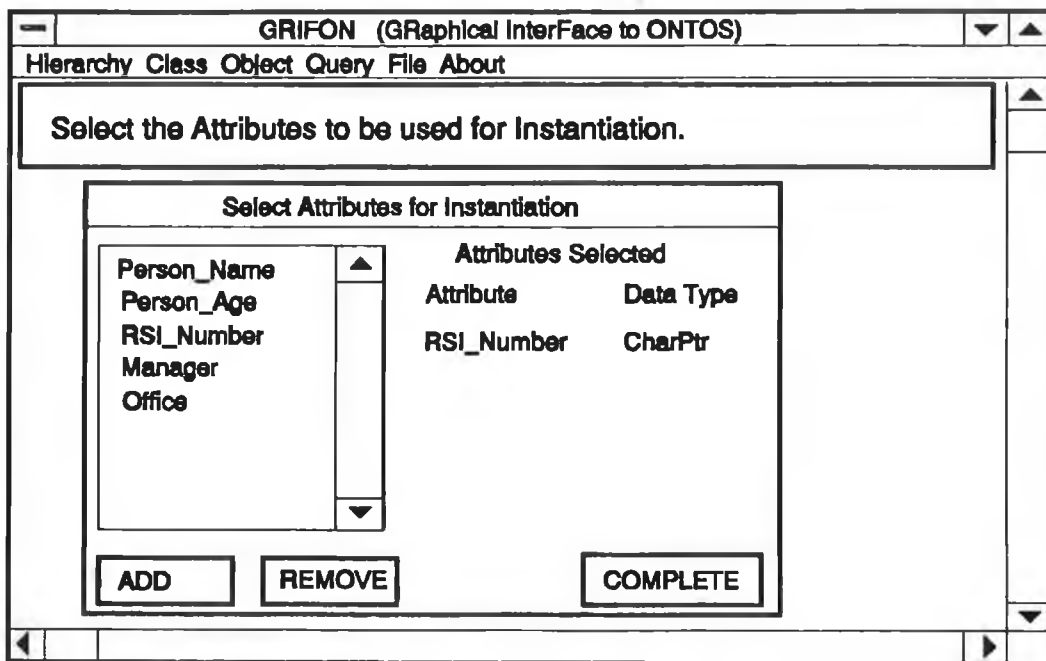 GRIFON (GRaphical InterFace to ONTOS)
Hierarchy Class Object Query File About
Select the Attributes to be used for Instantiation.
Select Attributes for Instantiation
Person_Name
Person_Age
RSI_Number
Manager
Office
Attributes Selected
Attribute Data Type
RSI_Number CharPtr
ADD REMOVE COMPLETE